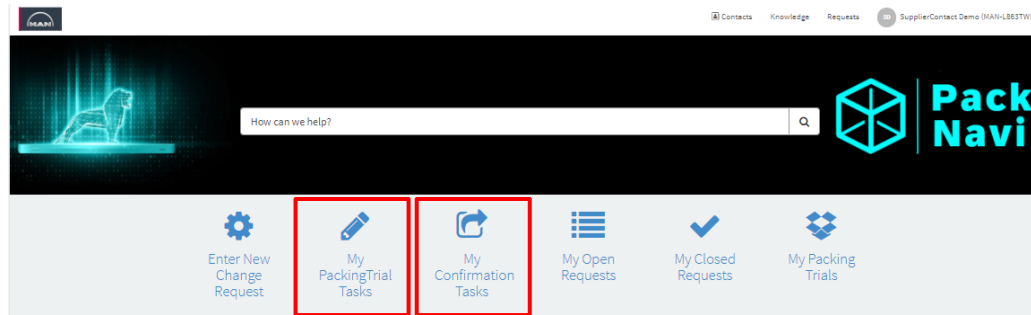 MAN
Contacts Knowledge Requests SD SupplierContact Demo (MAN-L863TW
How can we help?
Pack
Navi
Enter New
Change
Request
My
PackingTrial
Tasks
My
Confirmation
Tasks
My Open
Requests
My Closed
Requests
My Packing
Trials